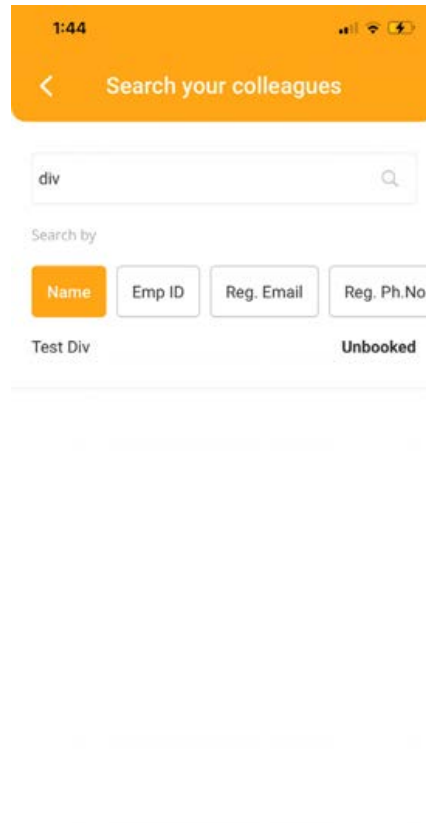 1:44
Search your colleagues
div
Search by
Name Emp ID Reg. Email Reg. Ph.No
Test Div Unbooked